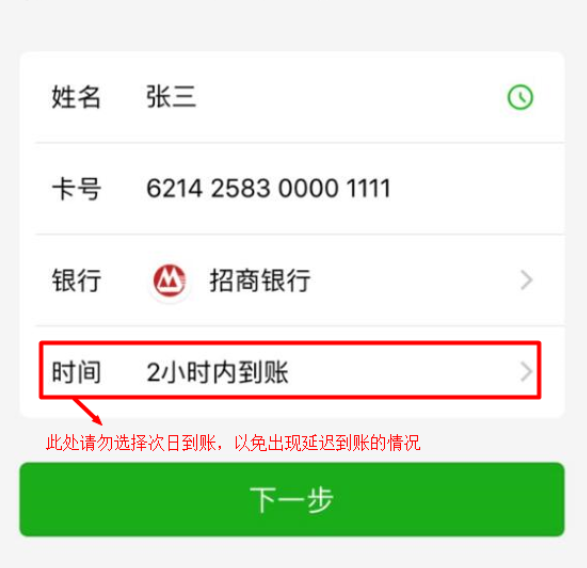 姓名 张三
卡号 6214 2583 0000 1111
银行 招商银行
时间 2小时内到账
此处请勿选择次日到账，以免出现延迟到账的情况
下一步